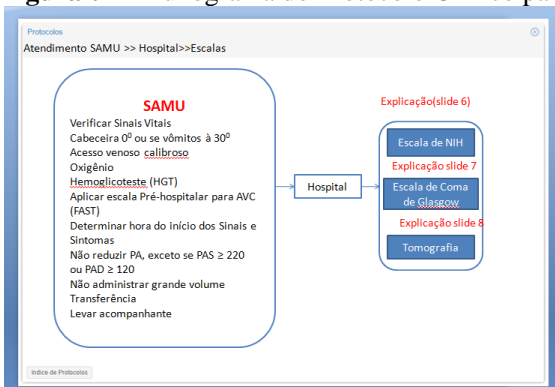 Protocolos
Atendimento SAMU >> Hospital>>Escalas
SAMU
Verificar Sinais Vitais
Cabeceira 0⁰ ou se vômitos à 30⁰
Acesso venoso calibroso
Oxigênio
Hemoglicoteste (HGT)
Aplicar escala Pré-hospitalar para AVC
(FAST)
Determinar hora do início dos Sinais e
Sintomas
Não reduzir PA, exceto se PAS ≥ 220
ou PAD ≥ 120
Não administrar grande volume
Transferência
Levar acompanhante
Hospital
Explicação(slide 6)
Escala de NIH
Explicação slide 7
Escala de Coma
de Glasgow
Explicação slide 8
Tomografia
Indice de Protocolos